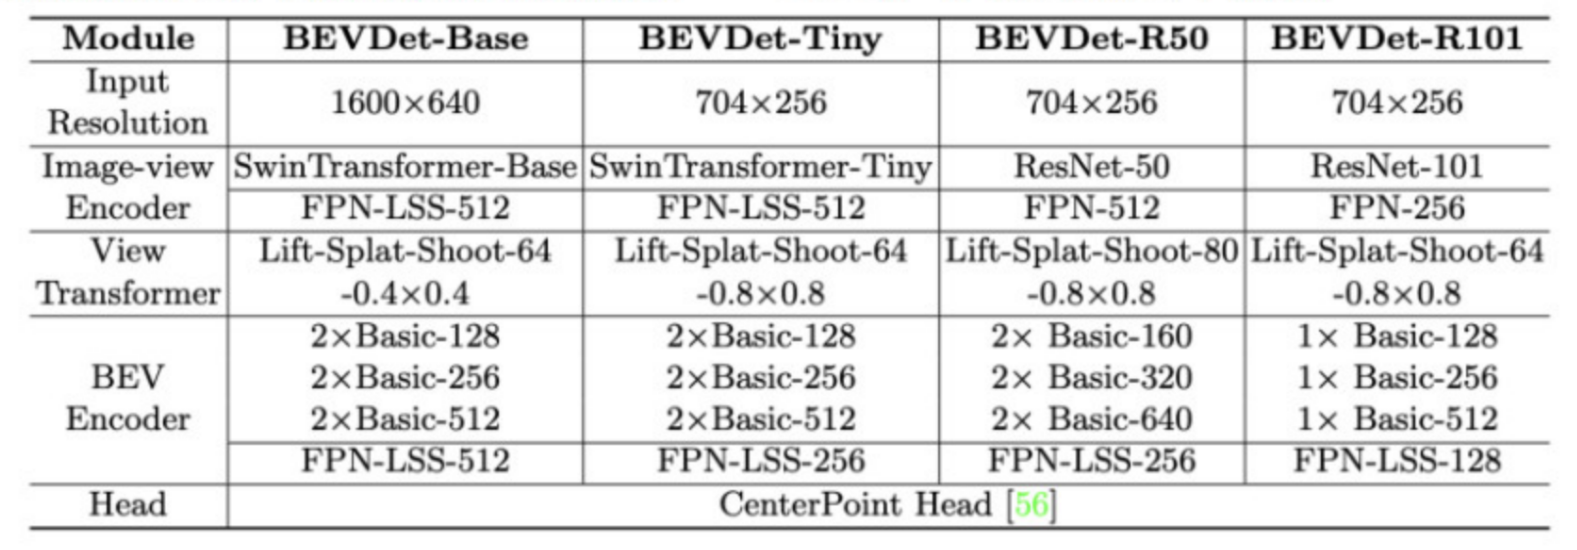 Module BEVDet-Base BEVDet-Tiny BEVDet-R50 BEVDet-R101
Input
Resolution
1600×640 704×256 704×256 704×256
Image-view SwinTransformer-Base SwinTransformer-Tiny ResNet-50 ResNet-101
Encoder FPN-LSS-512 FPN-LSS-512 FPN-512 FPN-256
View Lift-Splat-Shoot-64 Lift-Splat-Shoot-64 Lift-Splat-Shoot-80 Lift-Splat-Shoot-64
Transformer -0.4×0.4 -0.8×0.8 -0.8×0.8 -0.8×0.8
2×Basic-128 2×Basic-128 2× Basic-160 1× Basic-128
BEV 2×Basic-256 2×Basic-256 2× Basic-320 1× Basic-256
Encoder 2×Basic-512 2×Basic-512 2× Basic-640 1× Basic-512
FPN-LSS-512 FPN-LSS-256 FPN-LSS-256 FPN-LSS-128
Head CenterPoint Head [56]